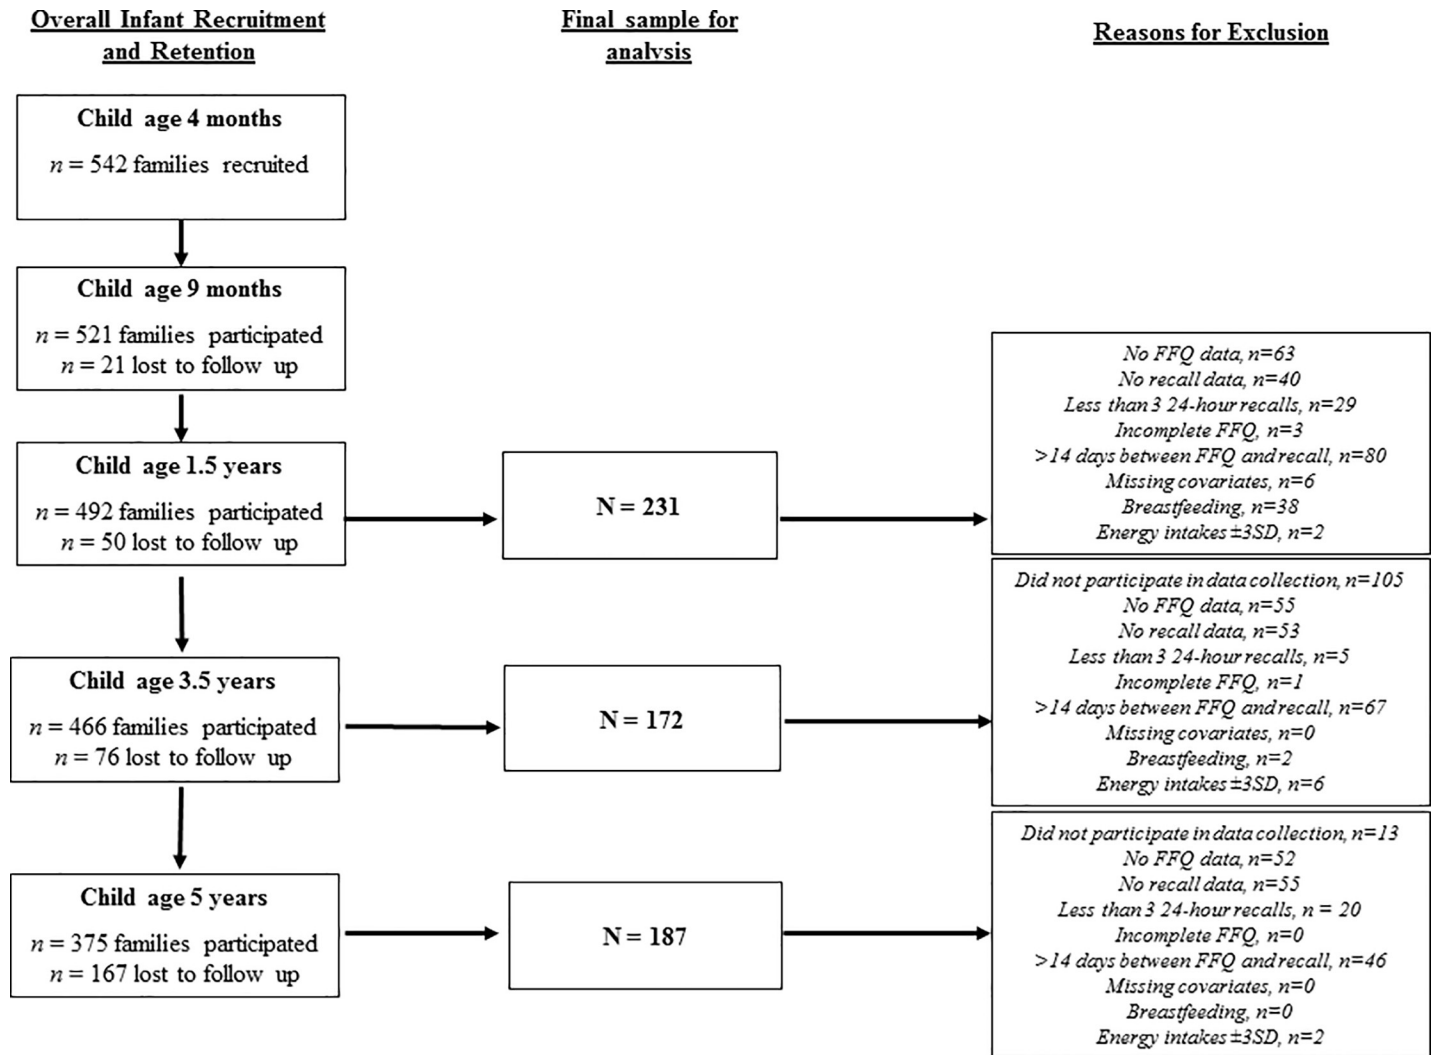 Overall Infant Recruitment
and Retention
Final sample for
analysis
Reasons for Exclusion
Child age 4 months
n = 542 families recruited
Child age 9 months
n = 521 families participated
n = 21 lost to follow up
Child age 1.5 years
n = 492 families participated
n = 50 lost to follow up
N = 231
No FFQ data, n=63
No recall data, n=40
Less than 3 24-hour recalls, n=29
Incomplete FFQ, n=3
>14 days between FFQ and recall, n=80
Missing covariates, n=6
Breastfeeding, n=38
Energy intakes ±3SD, n=2
Child age 3.5 years
n = 466 families participated
n = 76 lost to follow up
N = 172
Did not participate in data collection, n=105
No FFQ data, n=55
No recall data, n=53
Less than 3 24-hour recalls, n=5
Incomplete FFQ, n=1
>14 days between FFQ and recall, n=67
Missing covariates, n=0
Breastfeeding, n=2
Energy intakes ±3SD, n=6
Child age 5 years
n = 375 families participated
n = 167 lost to follow up
N = 187
Did not participate in data collection, n=13
No FFQ data, n=52
No recall data, n=55
Less than 3 24-hour recalls, n = 20
Incomplete FFQ, n=0
>14 days between FFQ and recall, n=46
Missing covariates, n=0
Breastfeeding, n=0
Energy intakes ±3SD, n=2